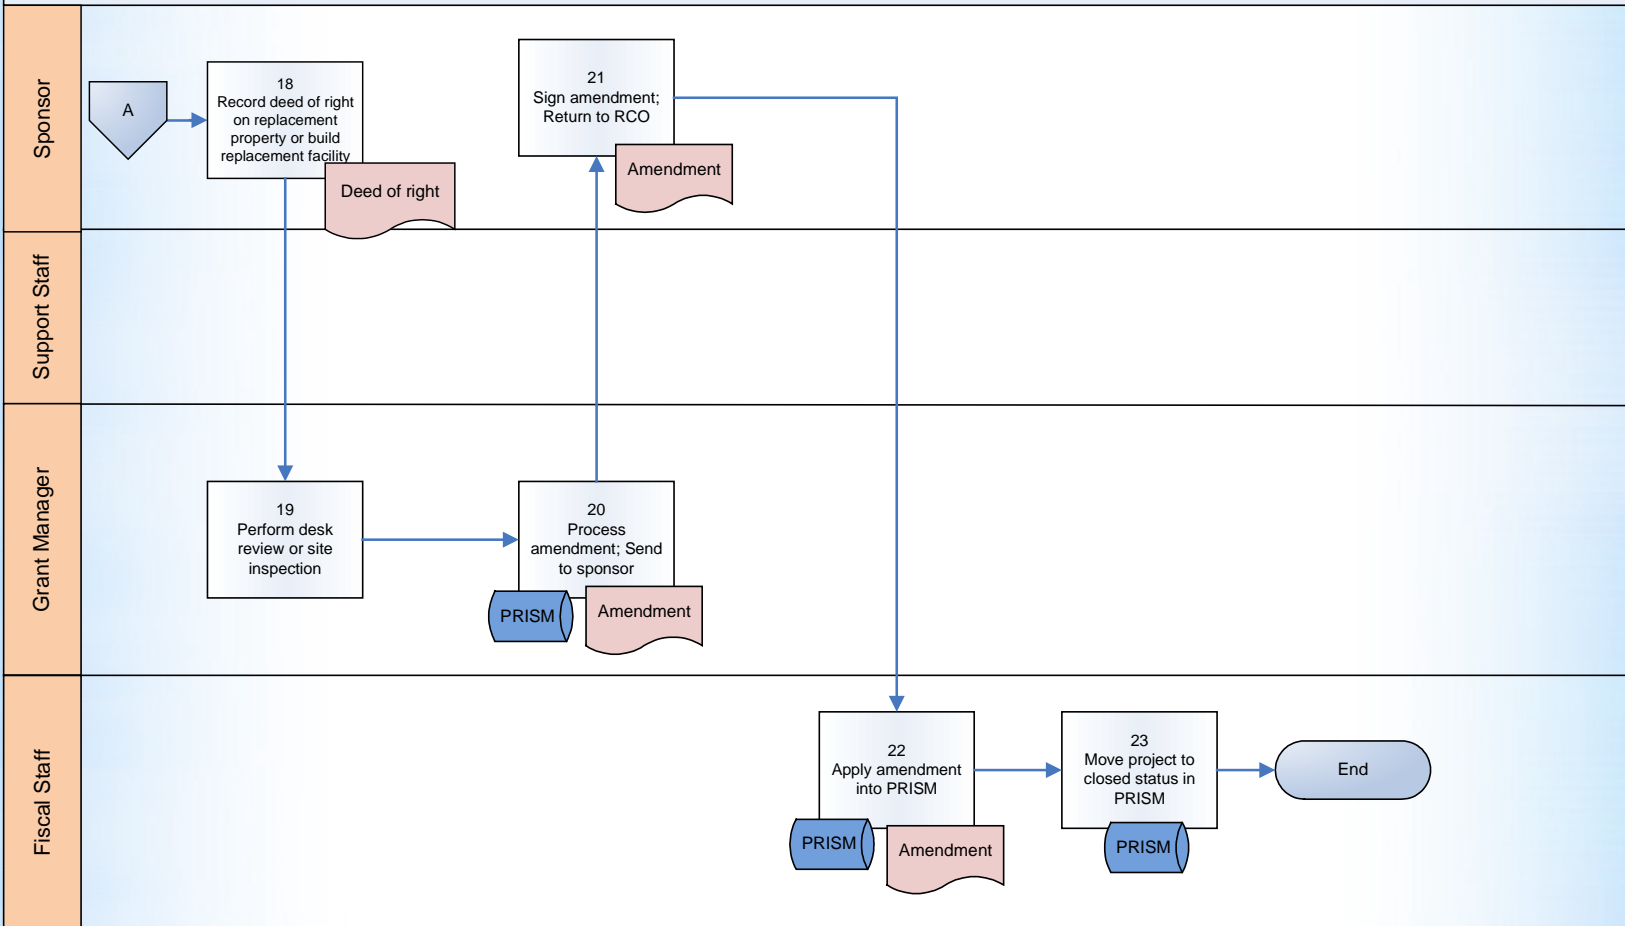 Sponsor
A
18
Record deed of right
on replacement
property or build
replacement facility
Deed of right
21
Sign amendment;
Return to RCO
Amendment
Support Staff
Grant Manager
19
Perform desk
review or site
inspection
20
Process
amendment; Send
to sponsor
PRISM
Amendment
Fiscal Staff
22
Apply amendment
into PRISM
PRISM
Amendment
23
Move project to
closed status in
PRISM
PRISM
End